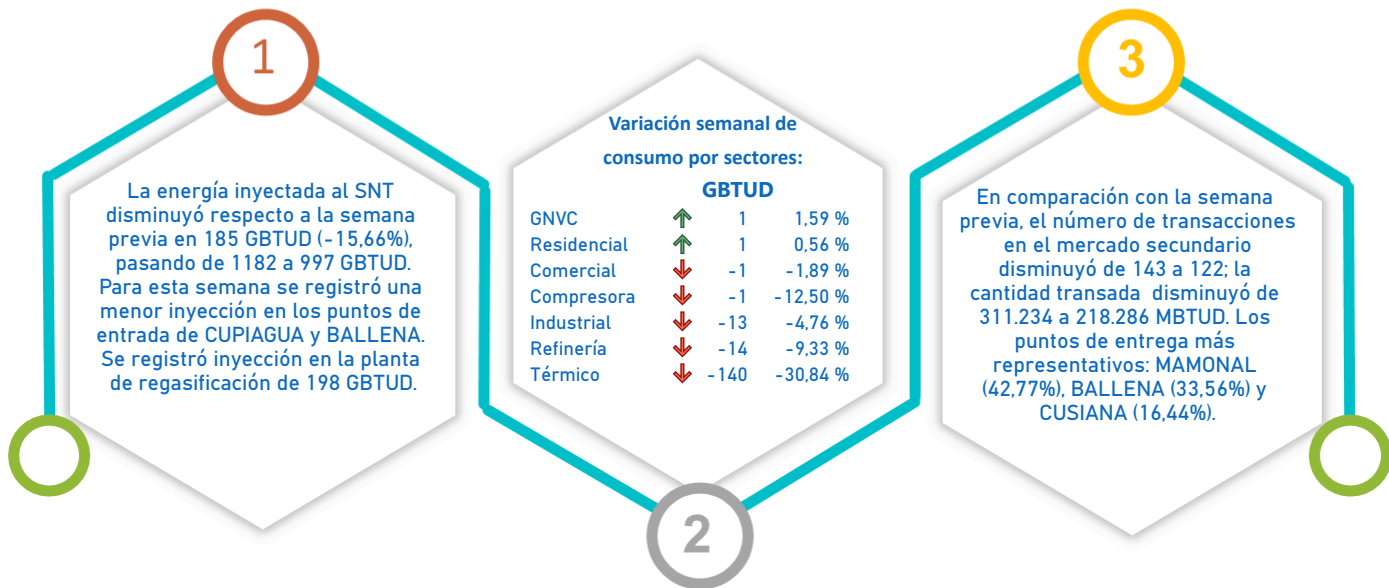 1
La energía inyectada al SNT
disminuyó respecto a la semana
previa en 185 GBTUD (-15,66%),
pasando de 1182 a 997 GBTUD.
Para esta semana se registró una
menor inyección en los puntos de
entrada de CUPIAGUA y BALLENA.
Se registró inyección en la planta
de regasificación de 198 GBTUD.
Variación semanal de
consumo por sectores:
GBTUD
GNVC 1 1,59 %
Residencial 1 0,56 %
Comercial -1 -1,89 %
Compresora -1 -12,50 %
Industrial -13 -4,76 %
Refinería -14 -9,33 %
Térmico -140 -30,84 %
2
3
En comparación con la semana
previa, el número de transacciones
en el mercado secundario
disminuyó de 143 a 122; la
cantidad transada disminuyó de
311.234 a 218.286 MBTUD. Los
puntos de entrega más
representativos: MAMONAL
(42,77%), BALLENA (33,56%) y
CUSIANA (16,44%).